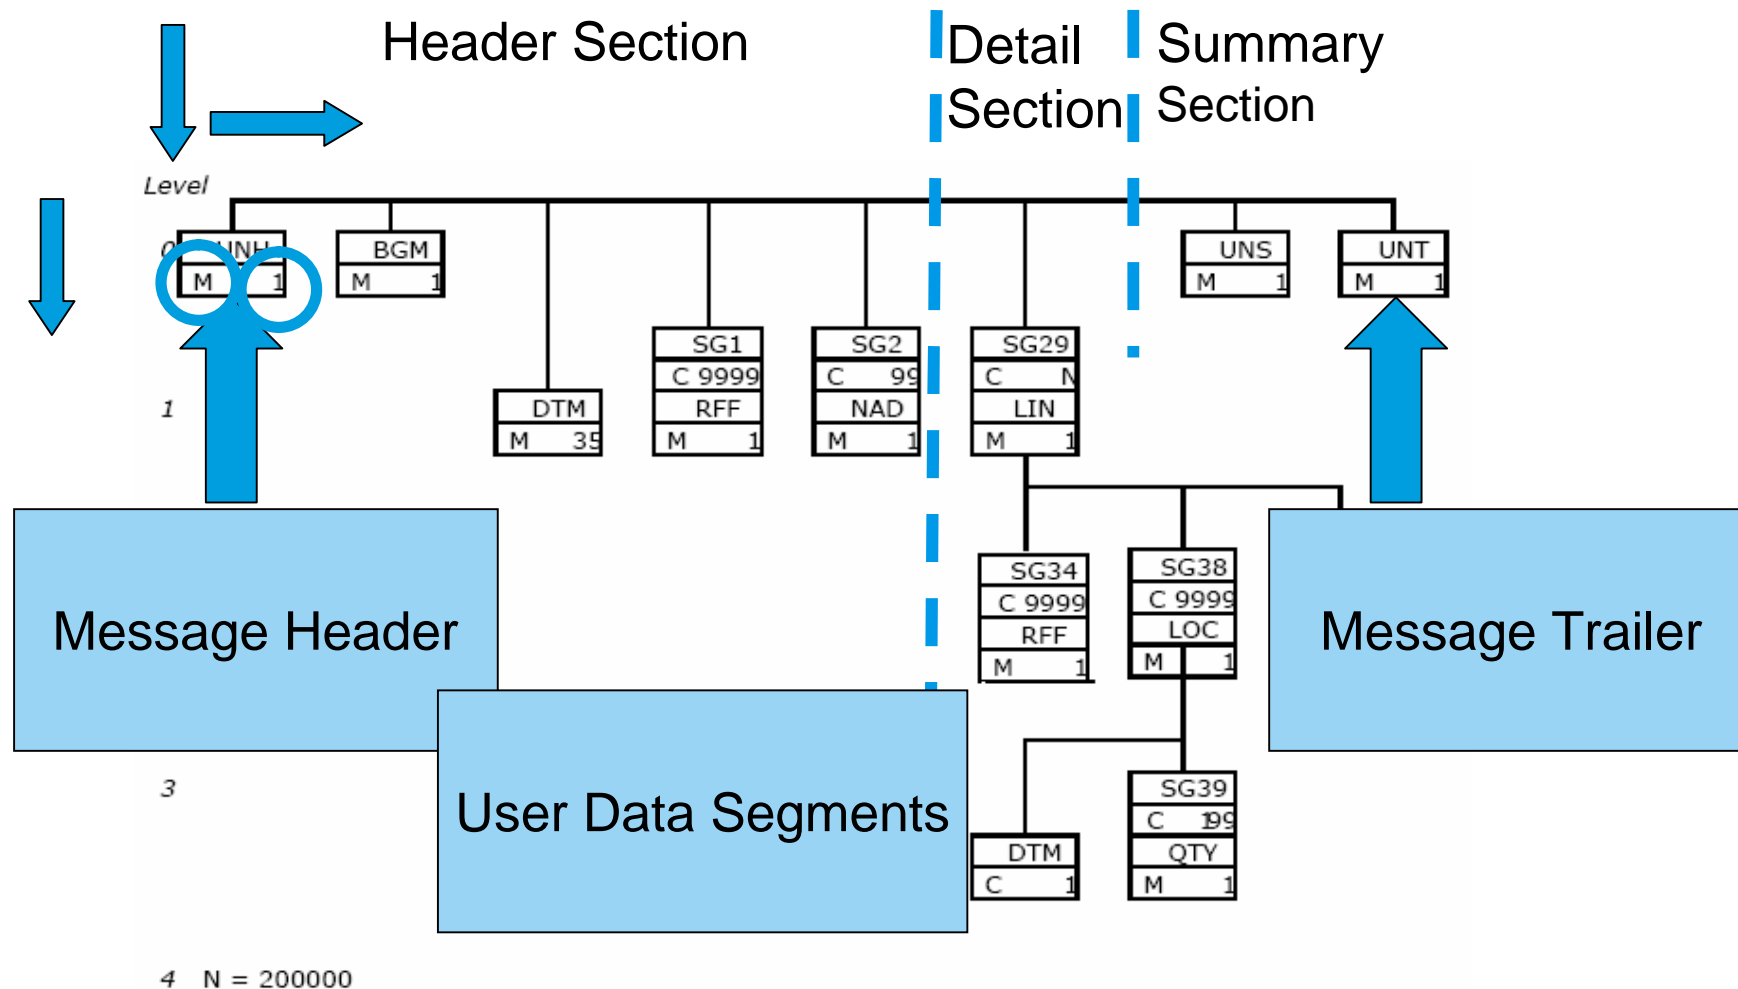 Header Section
Detail
Section
Summary
Section
Level
0
UNH
M 1
BGM
M 1
UNS
M 1
UNT
M 1
SG1
C 9999
RFF
M 1
SG2
C 99
NAD
M 1
SG29
C N
LIN
M 1
1
DTM
M 35
SG34
C 9999
RFF
M 1
SG38
C 9999
LOC
M 1
Message Header
Message Trailer
User Data Segments
3
DTM
C 1
SG39
C 199
QTY
M 1
4 N = 200000